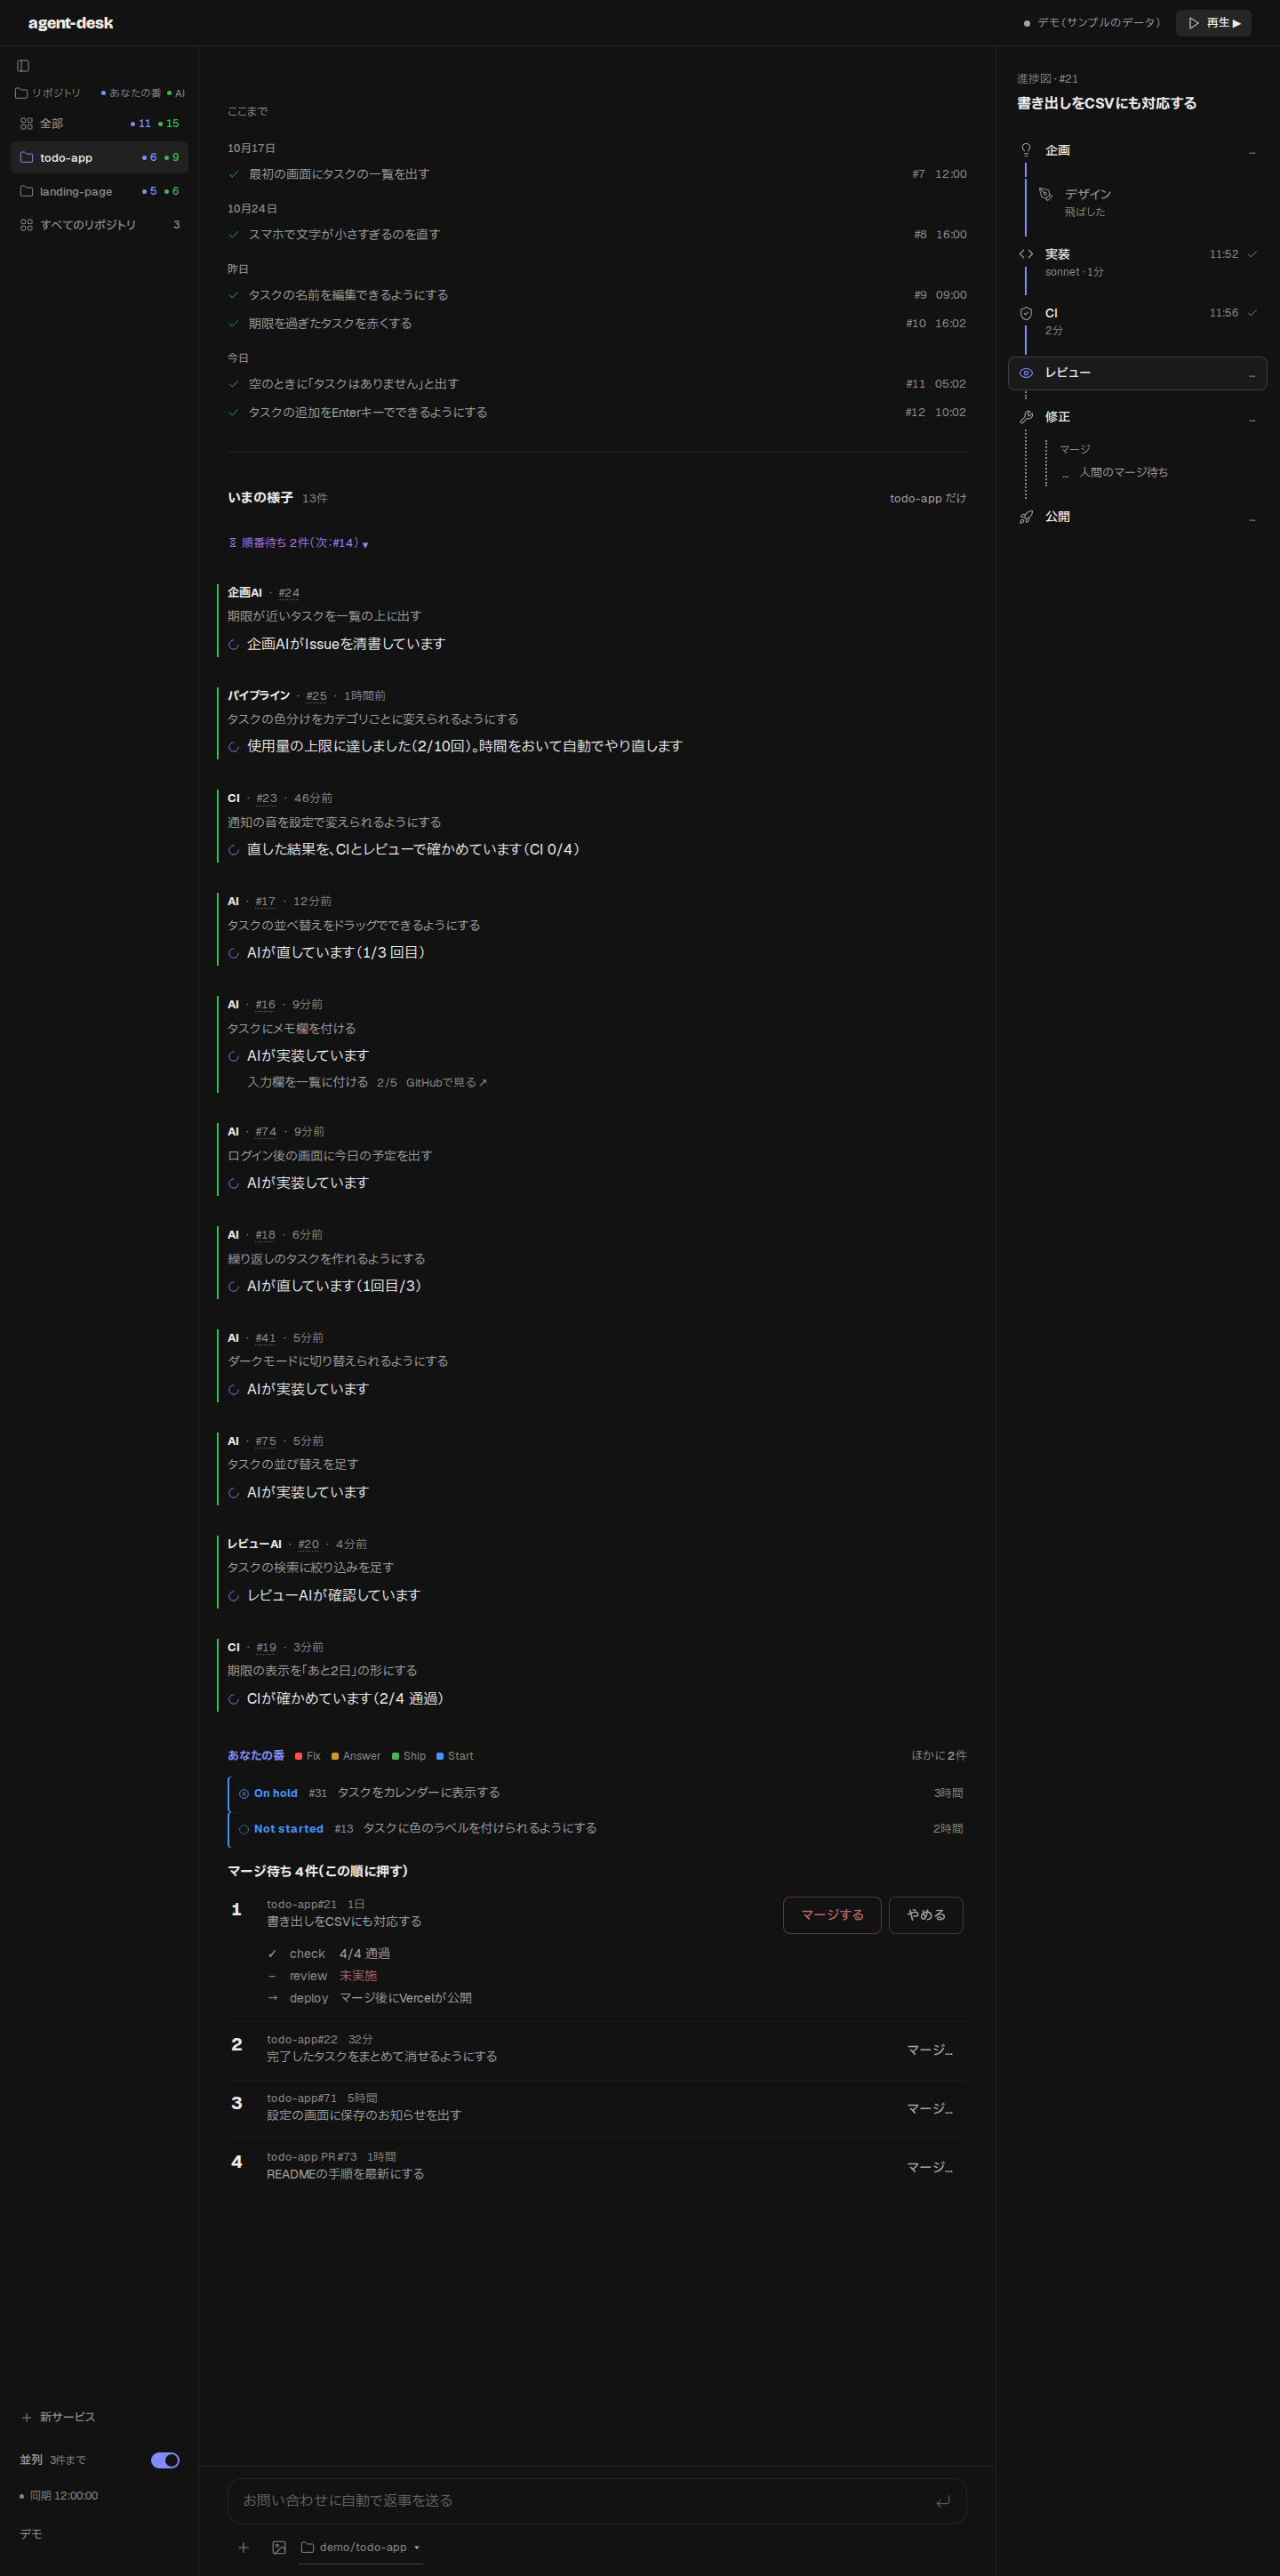 agent-desk
デモ(サンプルのデータ)
再生 ▶
リポジトリ
あなたの番
AI
全部
11
15
todo-app
6
9
landing-page
5
6
すべてのリポジトリ
3
ここまで
10月17日
最初の画面にタスクの一覧を出す
#7 12:00
10月24日
スマホで文字が小さすぎるのを直す
#8 16:00
昨日
タスクの名前を編集できるようにする
#9 09:00
期限を過ぎたタスクを赤くする
#10 16:02
今日
空のときに「タスクはありません」と出す
#11 05:02
タスクの追加をEnterキーでできるようにする
#12 10:02
いまの様子 13件
todo-app だけ
順番待ち 2件(次:#14) ▼
企画AI · #24
期限が近いタスクを一覧の上に出す
企画AIがIssueを清書しています
パイプライン · #25 · 1時間前
タスクの色分けをカテゴリごとに変えられるようにする
使用量の上限に達しました(2/10回)。時間をおいて自動でやり直します
CI · #23 · 46分前
通知の音を設定で変えられるようにする
直した結果を、CIとレビューで確かめています(CI 0/4)
AI · #17 · 12分前
タスクの並べ替えをドラッグでできるようにする
AIが直しています(1/3 回目)
AI · #16 · 9分前
タスクにメモ欄を付ける
AIが実装しています
入力欄を一覧に付ける 2/5 GitHubで見る ↗
AI · #74 · 9分前
ログイン後の画面に今日の予定を出す
AIが実装しています
AI · #18 · 6分前
繰り返しのタスクを作れるようにする
AIが直しています(1回目/3)
AI · #41 · 5分前
ダークモードに切り替えられるようにする
AIが実装しています
AI · #75 · 5分前
タスクの並び替えを足す
AIが実装しています
レビューAI · #20 · 4分前
タスクの検索に絞り込みを足す
レビューAIが確認しています
CI · #19 · 3分前
期限の表示を「あと2日」の形にする
CIが確かめています(2/4 通過)
あなたの番
Fix
Answer
Ship
Start
ほかに 2 件
On hold #31 タスクをカレンダーに表示する
3時間
Not started #13 タスクに色のラベルを付けられるようにする
2時間
マージ待ち 4件(この順に押す)
1
todo-app#21 1日
書き出しをCSVにも対応する
マージする
やめる
✓ check 4/4 通過
– review 未実施
→ deploy マージ後にVercelが公開
2
todo-app#22 32分
完了したタスクをまとめて消せるようにする
マージ…
3
todo-app#71 5時間
設定の画面に保存のお知らせを出す
マージ…
4
todo-app PR#73 1時間
READMEの手順を最新にする
マージ…
お問い合わせに自動で返事を送る
demo/todo-app ▾
新サービス
並列 3件まで
同期 12:00:00
デモ
進捗図 · #21
書き出しをCSVにも対応する
企画
…
デザイン
飛ばした
実装
11:52
sonnet · 1分
CI
11:56
2分
レビュー
…
修正
…
マージ
… 人間のマージ待ち
公開
…